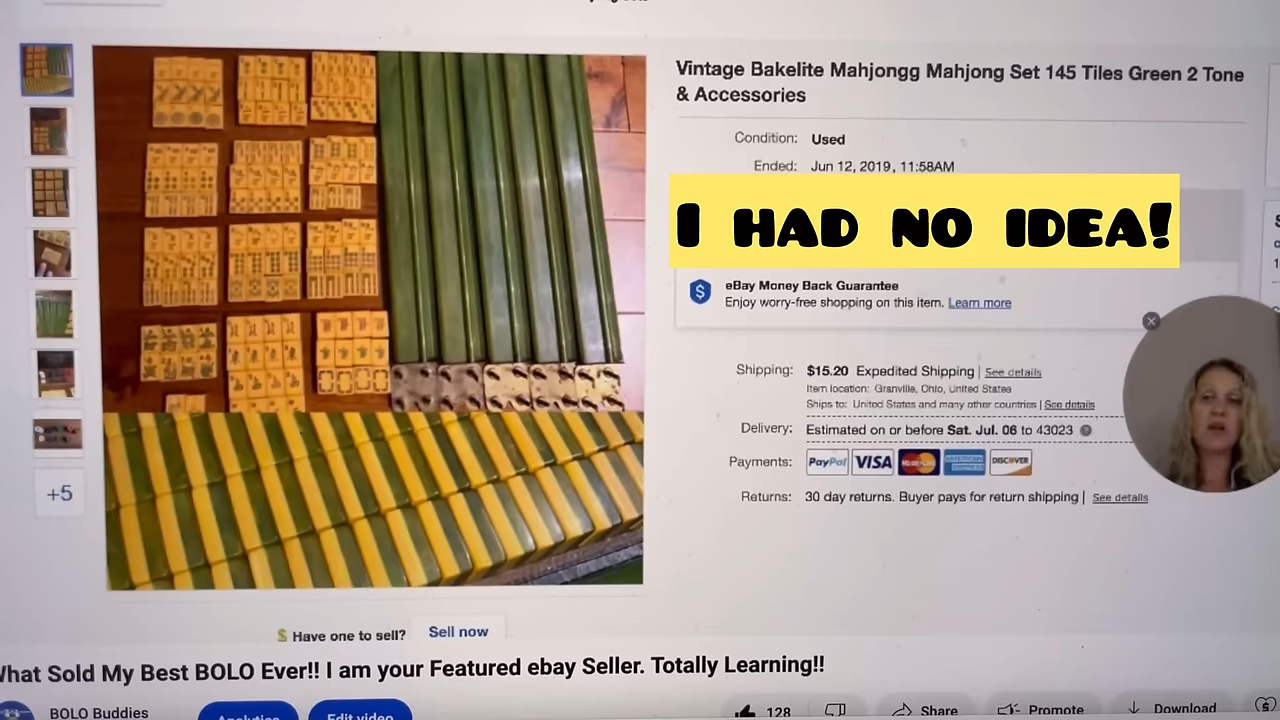 Vintage Bakelite Mahjongg Mahjong Set 145 Tiles Green 2 Tone
& Accessories
Condition: Used
Ended: Jun 12, 2019, 11:58AM
I HAD NO IDEA!
eBay Money Back Guarantee
Enjoy worry-free shopping on this item. Learn more
Shipping: $15.20 Expedited Shipping | See details
Item location: Granville, Ohio, United States
Ships to: United States and many other countries | See details
Delivery: Estimated on or before Sat. Jul. 06 to 43023
Payments: PayPal VISA MasterCard AMERICAN EXPRESS DISCOVER
Returns: 30 day returns. Buyer pays for return shipping | See details
+5
$ Have one to sell? Sell now
What Sold My Best BOLO Ever!! I am your Featured ebay Seller. Totally Learning!!
BOLO Buddies
Analytics
Edit video
128
Share
Promote
Download